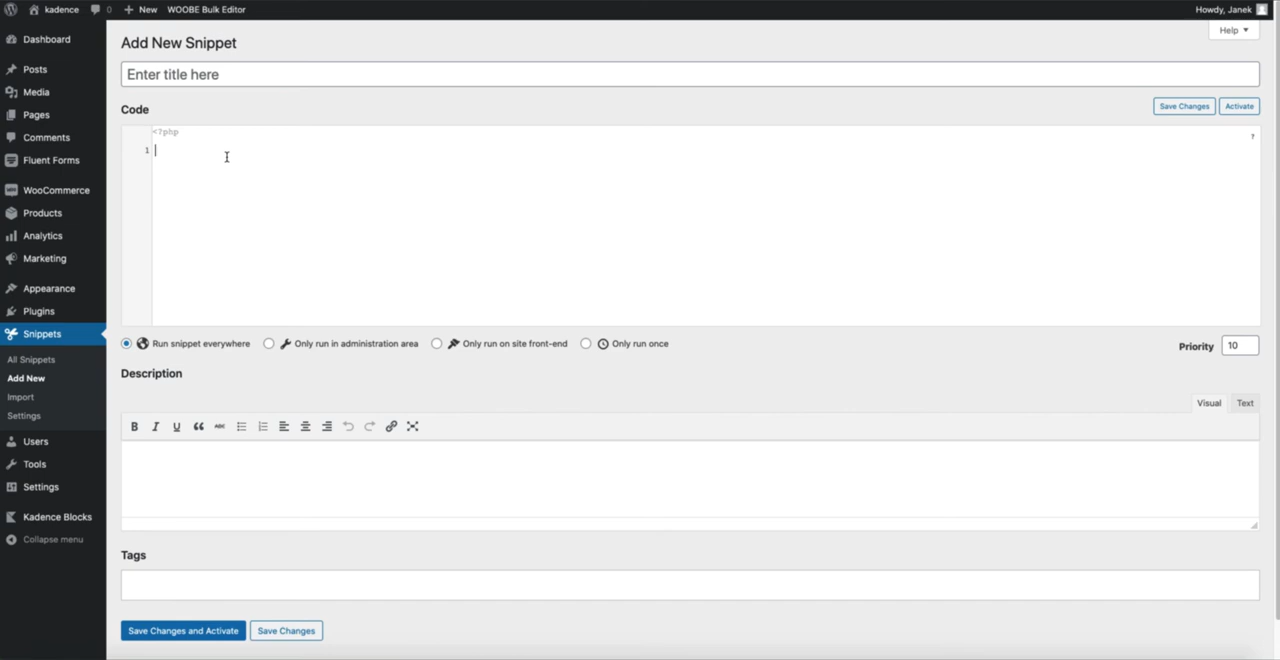 kadence 0 New WOOBE Bulk Editor Howdy, Janek
Help
Dashboard
Posts
Media
Pages
Comments
Fluent Forms
WooCommerce
Products
Analytics
Marketing
Appearance
Plugins
Snippets
All Snippets
Add New
Import
Settings
Users
Tools
Settings
Kadence Blocks
Collapse menu
Add New Snippet
Enter title here
Code
Save Changes Activate
<?php
?
1
Run snippet everywhere Only run in administration area Only run on site front-end Only run once Priority 10
Description
Visual Text
B I U ABC
Tags
Save Changes and Activate Save Changes